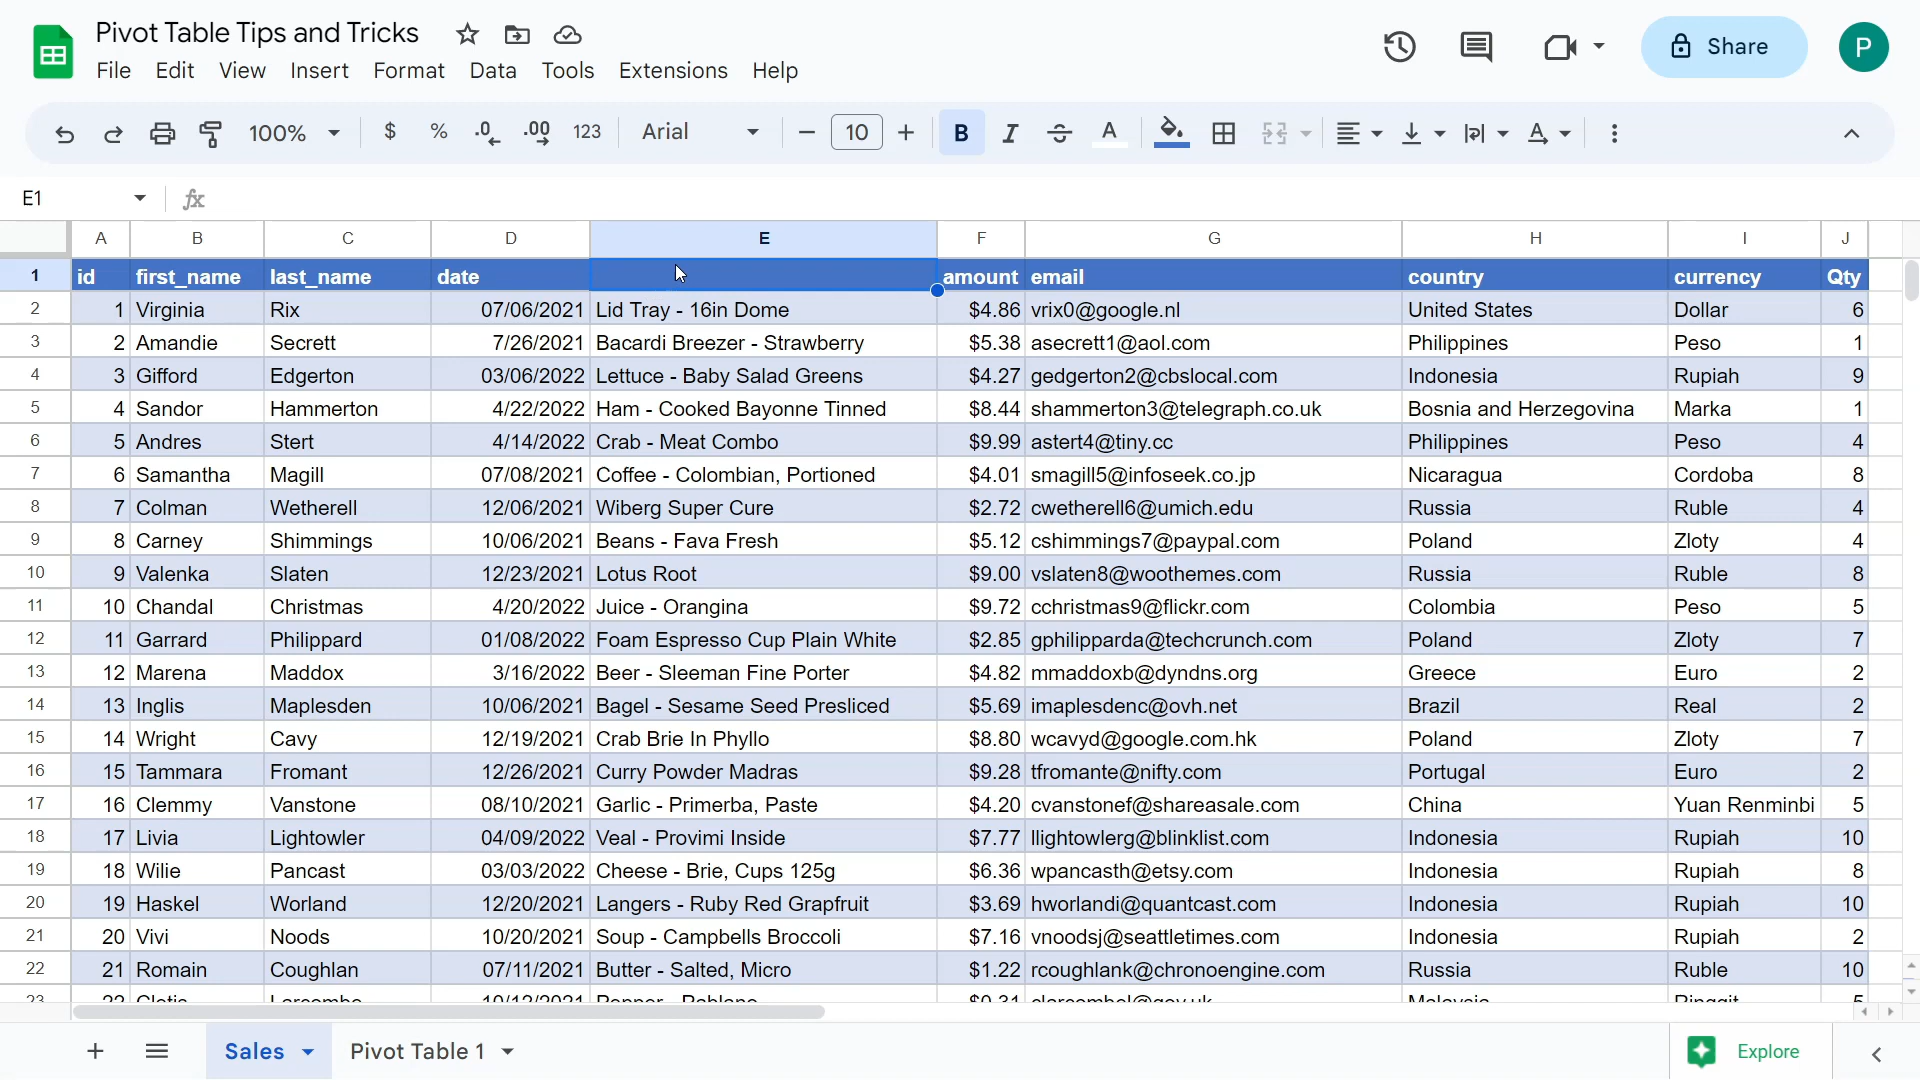 Pivot Table Tips and Tricks
File Edit View Insert Format Data Tools Extensions Help
Share
P
100% $ % .0 .00 123 Arial 10 B I A A
E1 fx
A B C D E F G H I J
1 id first_name last_name date amount email country currency Qty
2 1 Virginia Rix 07/06/2021 Lid Tray - 16in Dome $4.86 vrix0@google.nl United States Dollar 6
3 2 Amandie Secrett 7/26/2021 Bacardi Breezer - Strawberry $5.38 asecrett1@aol.com Philippines Peso 1
4 3 Gifford Edgerton 03/06/2022 Lettuce - Baby Salad Greens $4.27 gedgerton2@cbslocal.com Indonesia Rupiah 9
5 4 Sandor Hammerton 4/22/2022 Ham - Cooked Bayonne Tinned $8.44 shammerton3@telegraph.co.uk Bosnia and Herzegovina Marka 1
6 5 Andres Stert 4/14/2022 Crab - Meat Combo $9.99 astert4@tiny.cc Philippines Peso 4
7 6 Samantha Magill 07/08/2021 Coffee - Colombian, Portioned $4.01 smagill5@infoseek.co.jp Nicaragua Cordoba 8
8 7 Colman Wetherell 12/06/2021 Wiberg Super Cure $2.72 cwetherell6@umich.edu Russia Ruble 4
9 8 Carney Shimmings 10/06/2021 Beans - Fava Fresh $5.12 cshimmings7@paypal.com Poland Zloty 4
10 9 Valenka Slaten 12/23/2021 Lotus Root $9.00 vslaten8@woothemes.com Russia Ruble 8
11 10 Chandal Christmas 4/20/2022 Juice - Orangina $9.72 cchristmas9@flickr.com Colombia Peso 5
12 11 Garrard Philippard 01/08/2022 Foam Espresso Cup Plain White $2.85 gphilipparda@techcrunch.com Poland Zloty 7
13 12 Marena Maddox 3/16/2022 Beer - Sleeman Fine Porter $4.82 mmaddoxb@dyndns.org Greece Euro 2
14 13 Inglis Maplesden 10/06/2021 Bagel - Sesame Seed Presliced $5.69 imaplesdenc@ovh.net Brazil Real 2
15 14 Wright Cavy 12/19/2021 Crab Brie In Phyllo $8.80 wcavyd@google.com.hk Poland Zloty 7
16 15 Tammara Fromant 12/26/2021 Curry Powder Madras $9.28 tfromante@nifty.com Portugal Euro 2
17 16 Clemmy Vanstone 08/10/2021 Garlic - Primerba, Paste $4.20 cvanstonef@shareasale.com China Yuan Renminbi 5
18 17 Livia Lightowler 04/09/2022 Veal - Provimi Inside $7.77 llightowlerg@blinklist.com Indonesia Rupiah 10
19 18 Wilie Pancast 03/03/2022 Cheese - Brie, Cups 125g $6.36 wpancasth@etsy.com Indonesia Rupiah 8
20 19 Haskel Worland 12/20/2021 Langers - Ruby Red Grapfruit $3.69 hworlandi@quantcast.com Indonesia Rupiah 10
21 20 Vivi Noods 10/20/2021 Soup - Campbells Broccoli $7.16 vnoodsj@seattletimes.com Indonesia Rupiah 2
22 21 Romain Coughlan 07/11/2021 Butter - Salted, Micro $1.22 rcoughlank@chronoengine.com Russia Ruble 10
Sales Pivot Table 1 Explore